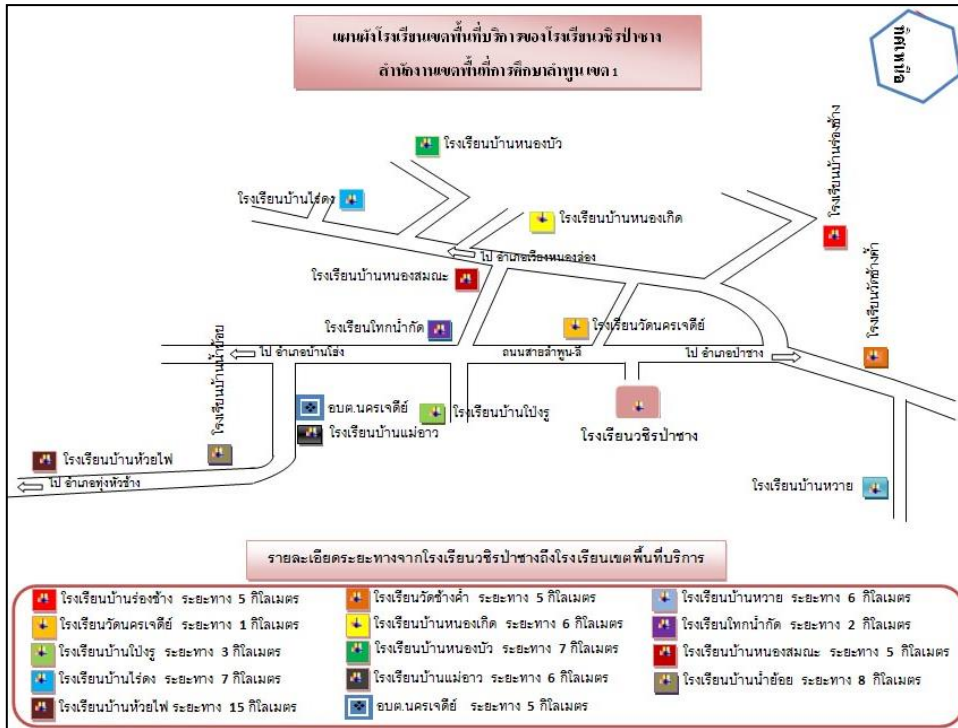 แผนผังโรงเรียนเขตพื้นที่บริการของโรงเรียนวชิรป่าซาง
สำนักงานเขตพื้นที่การศึกษาลำพูน เขต 1
ทิศเหนือ
โรงเรียนบ้านหนองบัว
โรงเรียนบ้านไร่ดง
โรงเรียนบ้านหนองเกิด
โรงเรียนบ้านร่องช้าง
ไป อำเภอเวียงหนองล่อง
โรงเรียนบ้านหนองสมณะ
โรงเรียนวัดช้างค้ำ
โรงเรียนโทกน้ำกัด
โรงเรียนวัดนครเจดีย์
โรงเรียนบ้านน้ำย้อย
ไป อำเภอบ้านโฮ่ง
ถนนสายลำพูน-ลี้
ไป อำเภอป่าซาง
อบต.นครเจดีย์
โรงเรียนบ้านโป่งรู
โรงเรียนบ้านแม่อาว
โรงเรียนวชิรป่าซาง
โรงเรียนบ้านห้วยไฟ
ไป อำเภอทุ่งหัวช้าง
โรงเรียนบ้านหวาย
รายละเอียดระยะทางจากโรงเรียนวชิรป่าซางถึงโรงเรียนเขตพื้นที่บริการ
โรงเรียนบ้านร่องช้าง ระยะทาง 5 กิโลเมตร
โรงเรียนวัดช้างค้ำ ระยะทาง 5 กิโลเมตร
โรงเรียนบ้านหวาย ระยะทาง 6 กิโลเมตร
โรงเรียนวัดนครเจดีย์ ระยะทาง 1 กิโลเมตร
โรงเรียนบ้านหนองเกิด ระยะทาง 6 กิโลเมตร
โรงเรียนโทกน้ำกัด ระยะทาง 2 กิโลเมตร
โรงเรียนบ้านโป่งรู ระยะทาง 3 กิโลเมตร
โรงเรียนบ้านหนองบัว ระยะทาง 7 กิโลเมตร
โรงเรียนบ้านหนองสมณะ ระยะทาง 5 กิโลเมตร
โรงเรียนบ้านไร่ดง ระยะทาง 7 กิโลเมตร
โรงเรียนบ้านแม่อาว ระยะทาง 6 กิโลเมตร
โรงเรียนบ้านน้ำย้อย ระยะทาง 8 กิโลเมตร
โรงเรียนบ้านห้วยไฟ ระยะทาง 15 กิโลเมตร
อบต.นครเจดีย์ ระยะทาง 5 กิโลเมตร